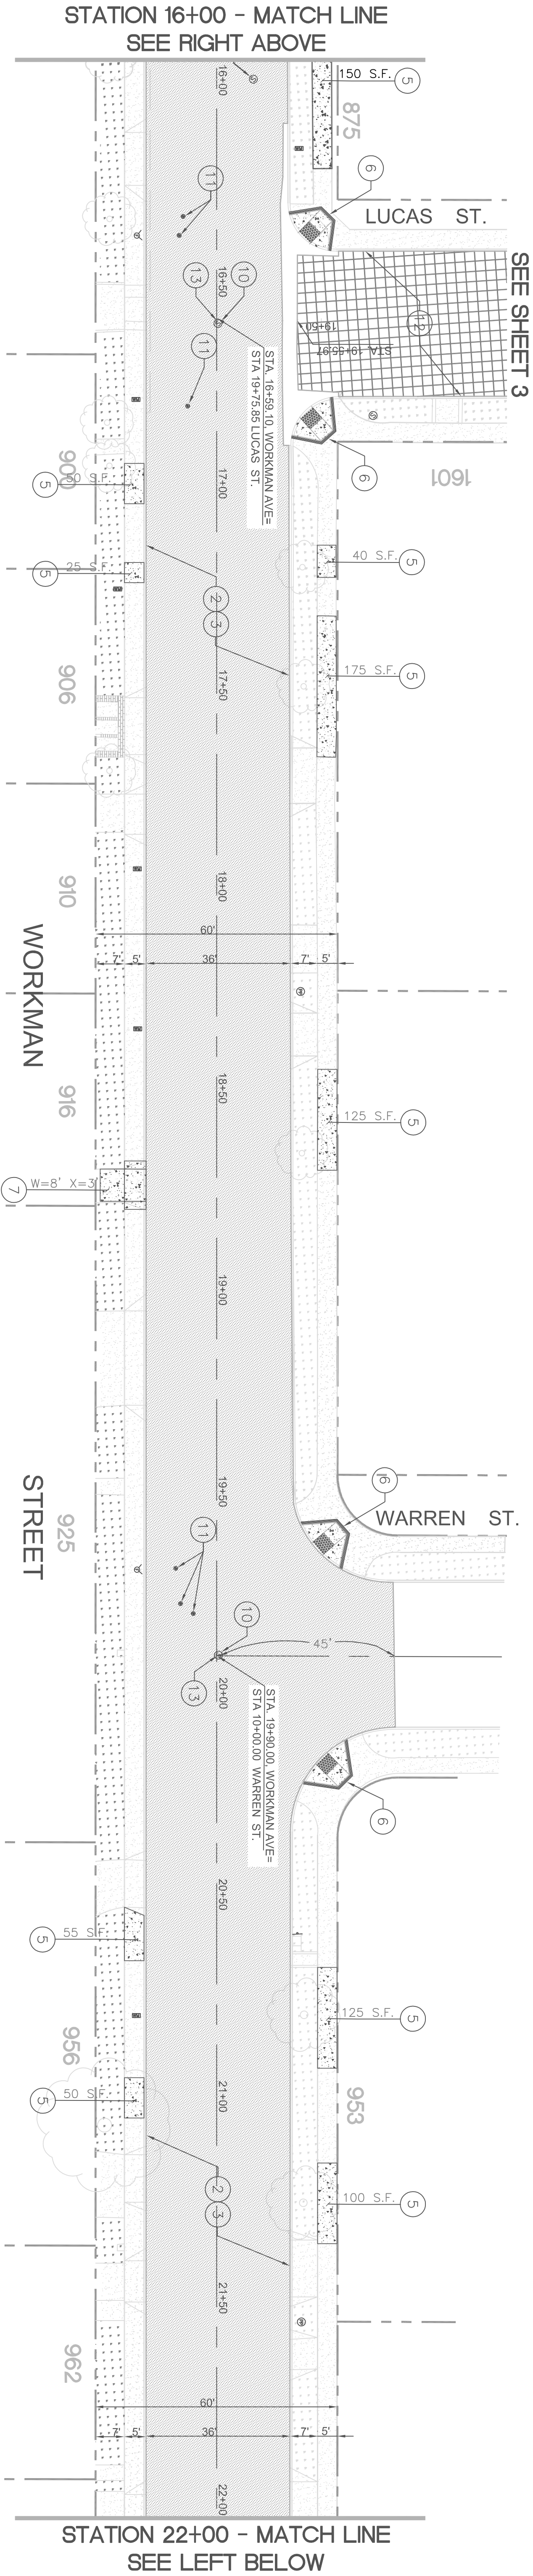 STATION 16+00 - MATCH LINE
SEE RIGHT ABOVE
16+00
150 S.F.
5
875
6
LUCAS ST.
11
SEE SHEET 3
13
10
16+50
12
19+50
STA. 19+55.97
11
STA. 16+59.10, WORKMAN AVE=
STA 19+75.85 LUCAS ST.
6
1601
900
50 S.F.
5
17+00
40 S.F.
5
25 S.F.
5
2
3
906
17+50
175 S.F.
5
910
18+00
60'
7'
5'
36'
7'
5'
WORKMAN
916
18+50
125 S.F.
5
W=8' X=3'
7
19+00
19+50
6
WARREN ST.
STREET
925
11
10
45'
13
20+00
STA. 19+90.00, WORKMAN AVE=
STA 10+00.00 WARREN ST.
6
20+50
55 S.F.
5
125 S.F.
5
956
50 S.F.
5
21+00
953
2
3
100 S.F.
5
21+50
962
60'
7'
5'
36'
7'
5'
22+00
STATION 22+00 - MATCH LINE
SEE LEFT BELOW